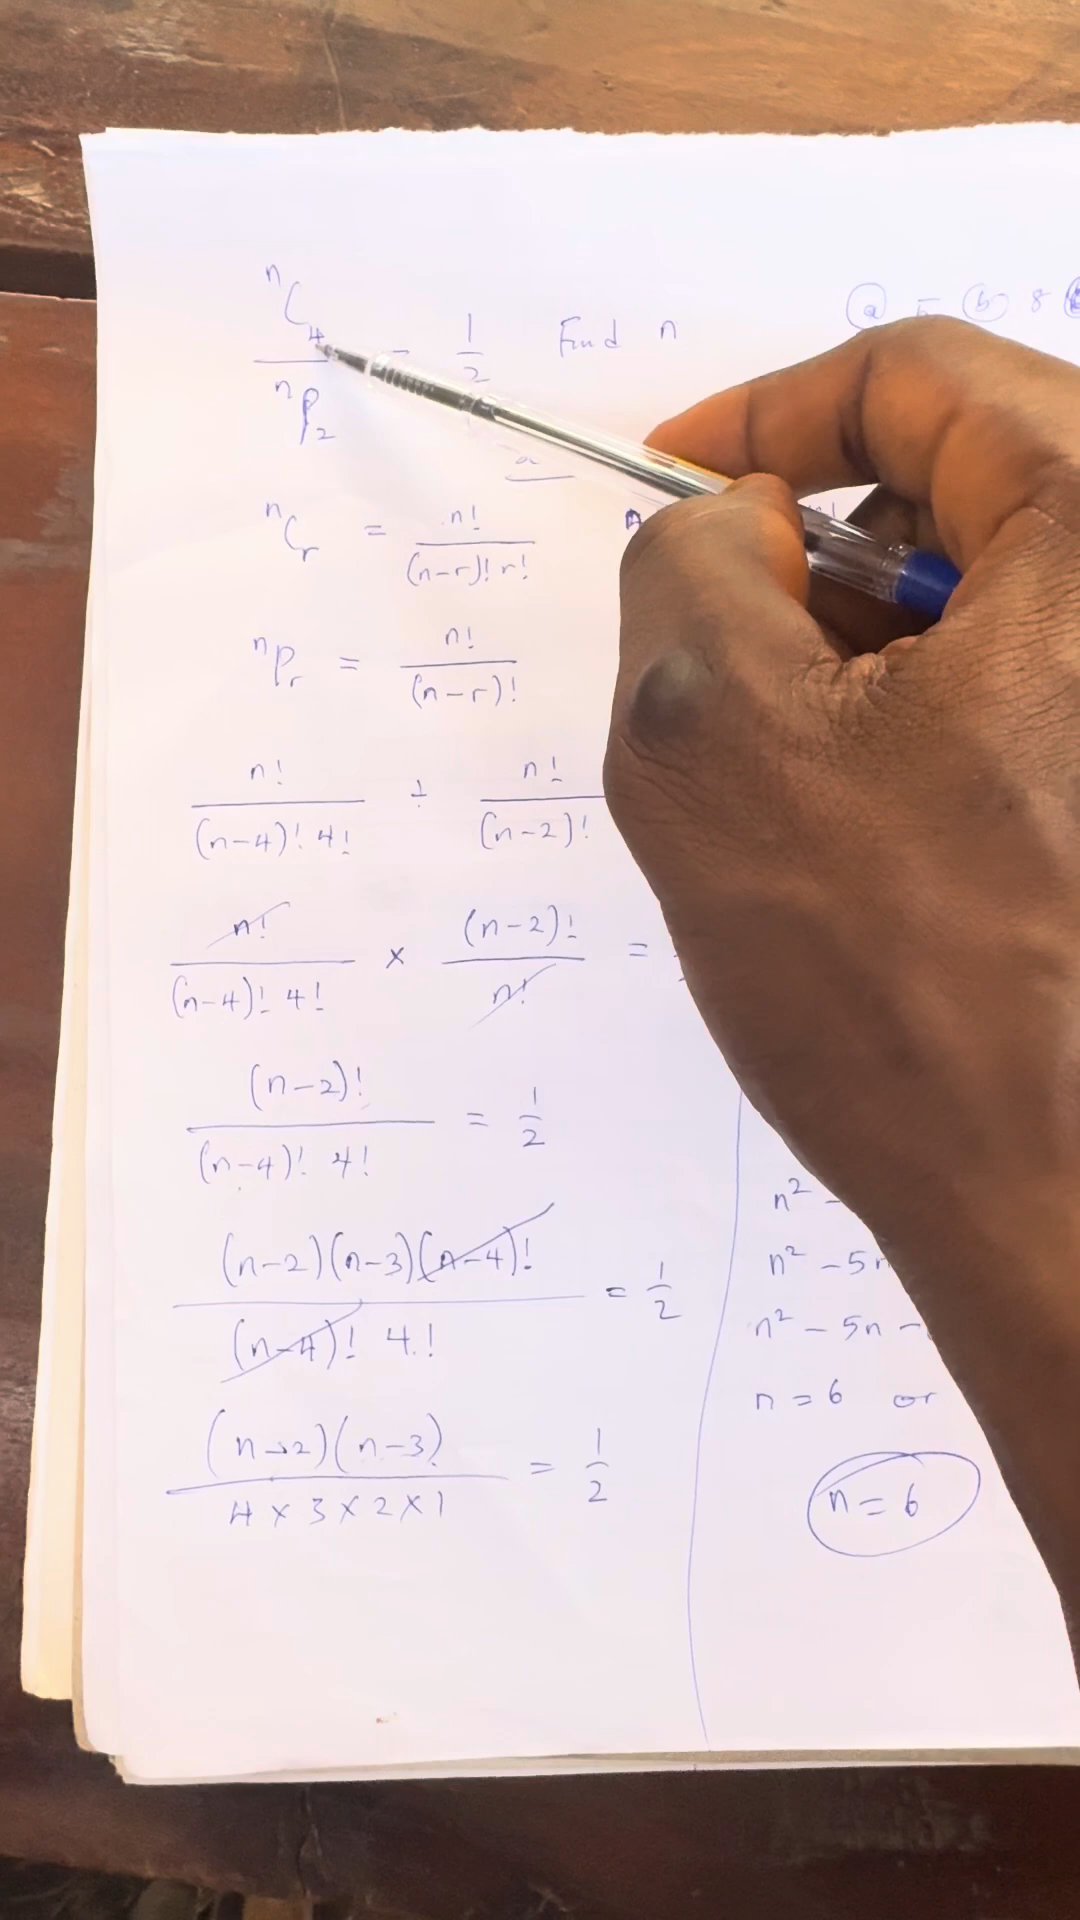 ⁿC₄ / ⁿP₂ = 1/2 Find n
ⓐ ⓑ 8
ⁿCᵣ = n! / (n-r)! r!
ⁿPᵣ = n! / (n-r)!
n! / (n-4)! 4! ÷ n! / (n-2)!
n! / (n-4)! 4! × (n-2)! / n! =
(n-2)! / (n-4)! 4! = 1/2
(n-2)(n-3)(n-4)! / (n-4)! 4! = 1/2
(n-2)(n-3) / 4 × 3 × 2 × 1 = 1/2
n² -
n² - 5n
n² - 5n -
n = 6 or
n = 6